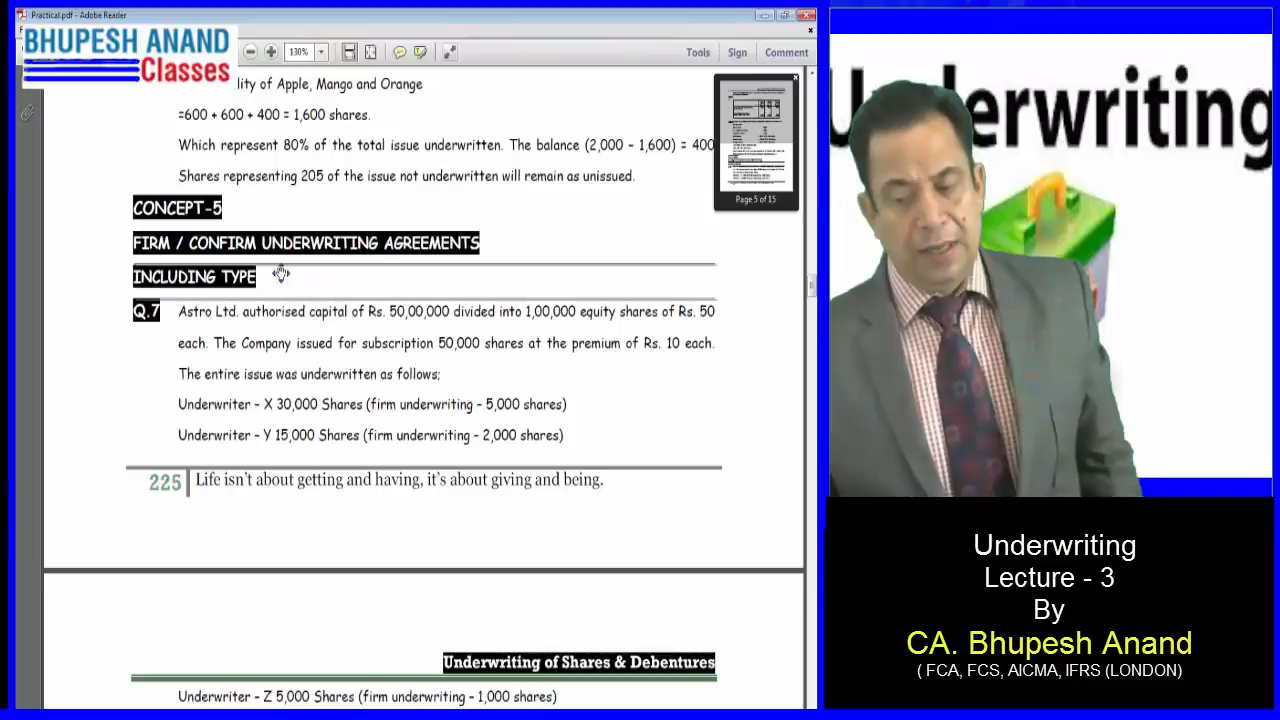 Practical.pdf - Adobe Reader
BHUPESH ANAND
Classes
130%
Tools Sign Comment
lity of Apple, Mango and Orange
=600 + 600 + 400 = 1,600 shares.
Which represent 80% of the total issue underwritten. The balance (2,000 – 1,600) = 400
Shares representing 205 of the issue not underwritten will remain as unissued.
CONCEPT-5
FIRM / CONFIRM UNDERWRITING AGREEMENTS
INCLUDING TYPE
Q.7 Astro Ltd. authorised capital of Rs. 50,00,000 divided into 1,00,000 equity shares of Rs. 50
each. The Company issued for subscription 50,000 shares at the premium of Rs. 10 each.
The entire issue was underwritten as follows;
Underwriter – X 30,000 Shares (firm underwriting – 5,000 shares)
Underwriter – Y 15,000 Shares (firm underwriting – 2,000 shares)
225 Life isn't about getting and having, it's about giving and being.
Underwriting of Shares & Debentures
Underwriter – Z 5,000 Shares (firm underwriting – 1,000 shares)
Page 5 of 15
Underwriting
Underwriting
Lecture - 3
By
CA. Bhupesh Anand
( FCA, FCS, AICMA, IFRS (LONDON)